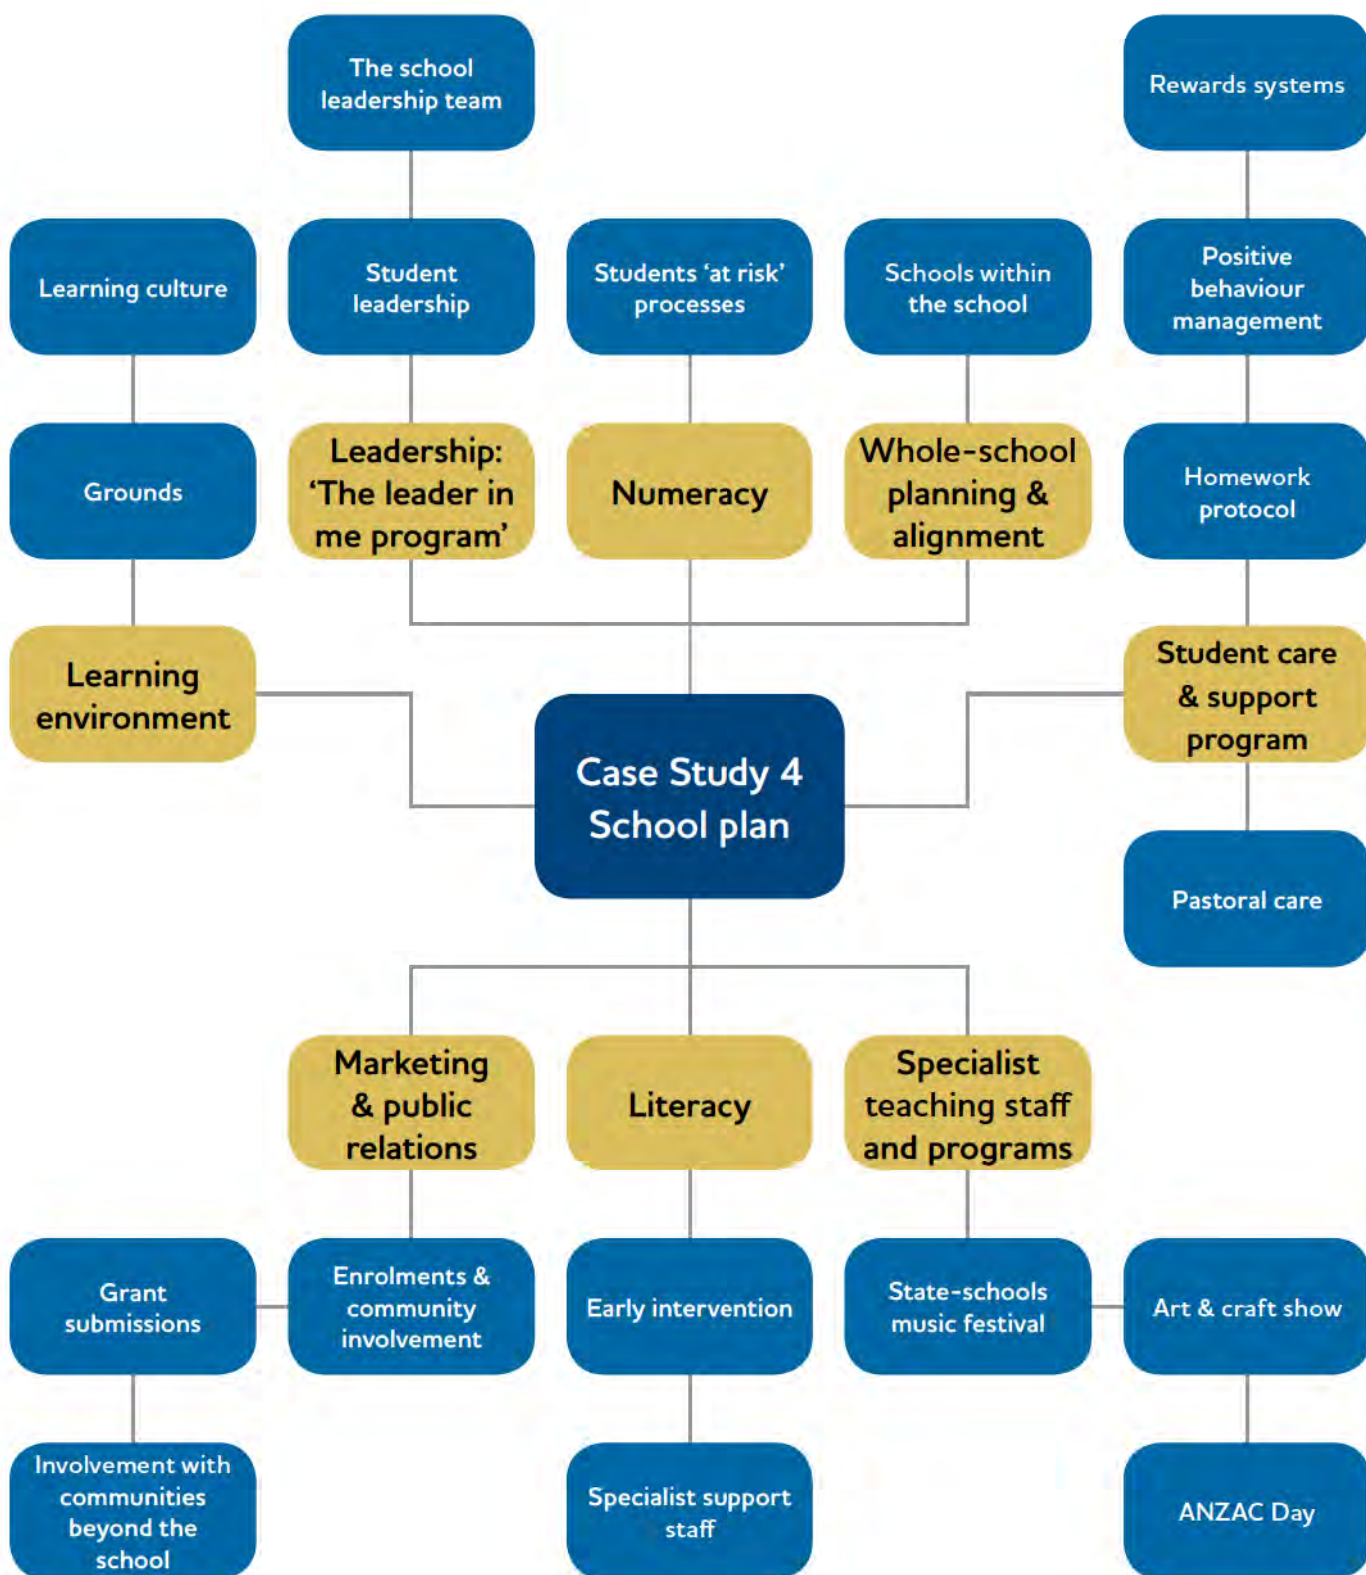 The school
leadership team
Rewards systems
Learning culture
Student
leadership
Students ‘at risk’
processes
Schools within
the school
Positive
behaviour
management
Grounds
Leadership:
‘The leader in
me program’
Numeracy
Whole-school
planning &
alignment
Homework
protocol
Learning
environment
Student care
& support
program
Case Study 4
School plan
Pastoral care
Marketing
& public
relations
Literacy
Specialist
teaching staff
and programs
Grant
submissions
Enrolments &
community
involvement
Early intervention
State-schools
music festival
Art & craft show
Involvement with
communities
beyond the
school
Specialist support
staff
ANZAC Day